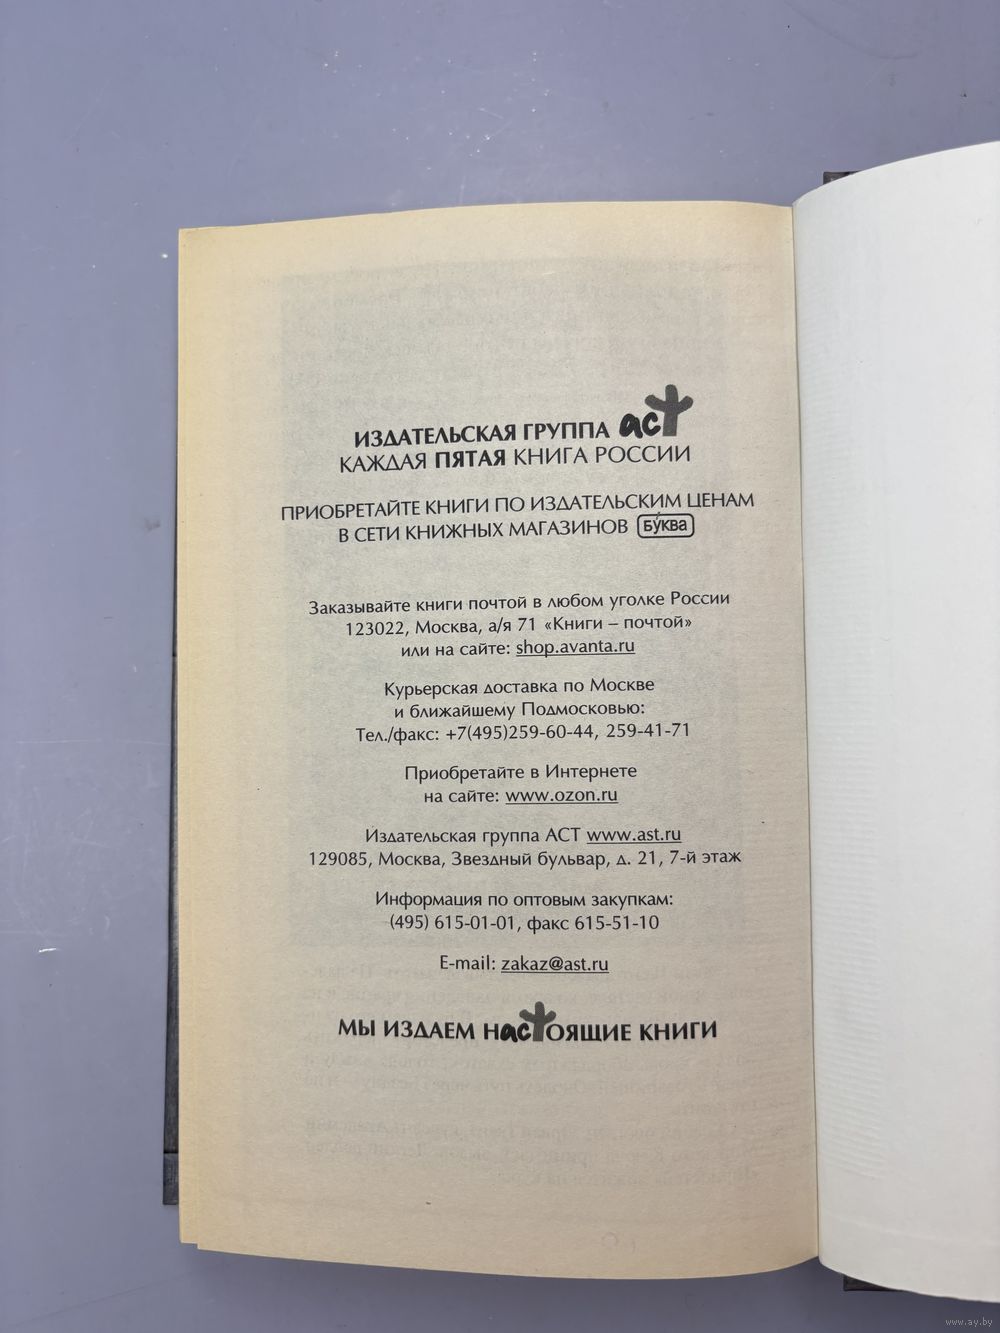 ИЗДАТЕЛЬСКАЯ ГРУППА аст
КАЖДАЯ ПЯТАЯ КНИГА РОССИИ
ПРИОБРЕТАЙТЕ КНИГИ ПО ИЗДАТЕЛЬСКИМ ЦЕНАМ
В СЕТИ КНИЖНЫХ МАГАЗИНОВ БУКВА
Заказывайте книги почтой в любом уголке России
123022, Москва, а/я 71 «Книги – почтой»
или на сайте: shop.avanta.ru
Курьерская доставка по Москве
и ближайшему Подмосковью:
Тел./факс: +7(495)259-60-44, 259-41-71
Приобретайте в Интернете
на сайте: www.ozon.ru
Издательская группа АСТ www.ast.ru
129085, Москва, Звездный бульвар, д. 21, 7-й этаж
Информация по оптовым закупкам:
(495) 615-01-01, факс 615-51-10
E-mail: zakaz@ast.ru
МЫ ИЗДАЕМ НастОЯЩИЕ КНИГИ
www.ay.by